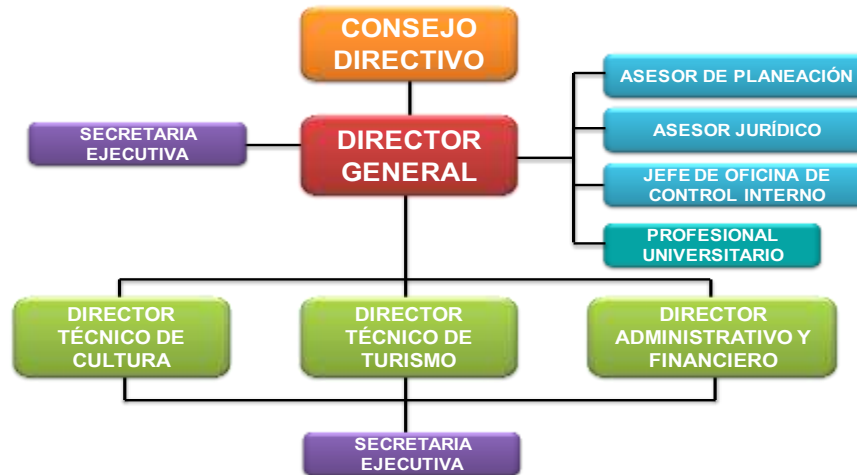 CONSEJO
DIRECTIVO
ASESOR DE PLANEACIÓN
SECRETARIA
EJECUTIVA
DIRECTOR
GENERAL
ASESOR JURÍDICO
JEFE DE OFICINA DE
CONTROL INTERNO
PROFESIONAL
UNIVERSITARIO
DIRECTOR
TÉCNICO DE
CULTURA
DIRECTOR
TÉCNICO DE
TURISMO
DIRECTOR
ADMINISTRATIVO Y
FINANCIERO
SECRETARIA
EJECUTIVA